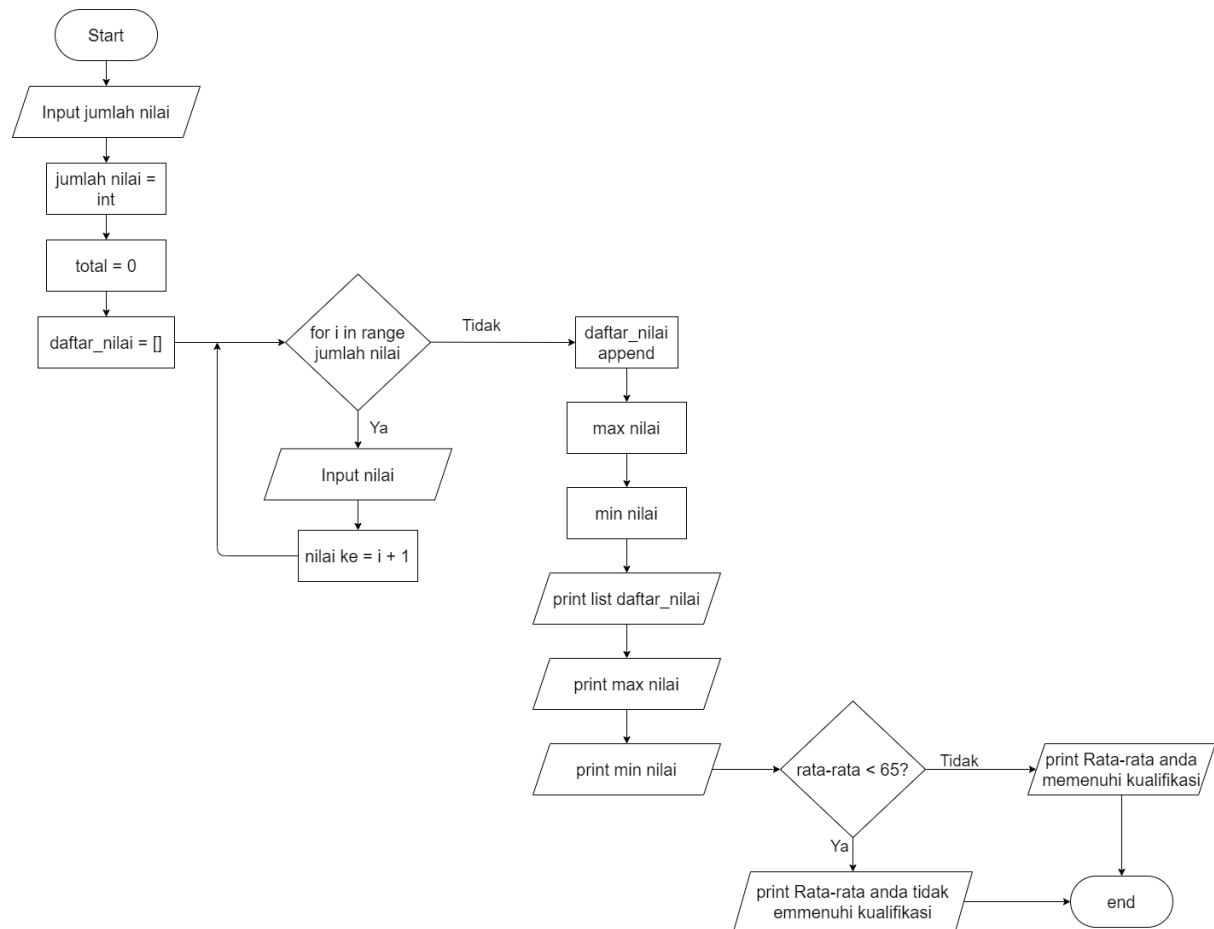 Start
Input jumlah nilai
jumlah nilai =
int
total = 0
daftar_nilai = []
for i in range
jumlah nilai
Tidak
Ya
Input nilai
nilai ke = i + 1
daftar_nilai
append
max nilai
min nilai
print list daftar_nilai
print max nilai
print min nilai
rata-rata < 65?
Tidak
print Rata-rata anda
memenuhi kualifikasi
Ya
print Rata-rata anda tidak
emmenuhi kualifikasi
end